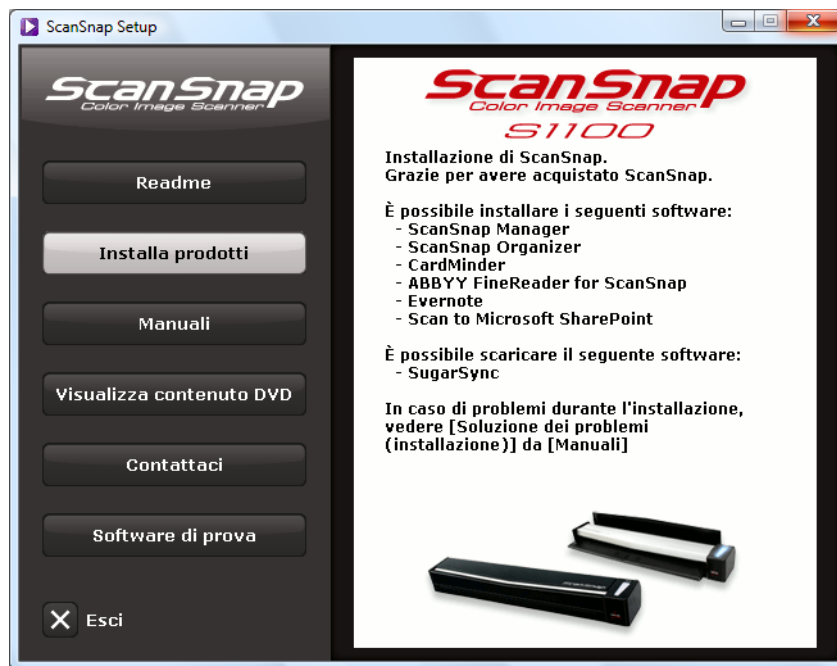 ScanSnap Setup
ScanSnap
Color Image Scanner
Readme
Installa prodotti
Manuali
Visualizza contenuto DVD
Contattaci
Software di prova
Esci
ScanSnap
Color Image Scanner
S1100
Installazione di ScanSnap.
Grazie per avere acquistato ScanSnap.
È possibile installare i seguenti software:
- ScanSnap Manager
- ScanSnap Organizer
- CardMinder
- ABBYY FineReader for ScanSnap
- Evernote
- Scan to Microsoft SharePoint
È possibile scaricare il seguente software:
- SugarSync
In caso di problemi durante l'installazione,
vedere [Soluzione dei problemi
(installazione)] da [Manuali]
ScanSnap